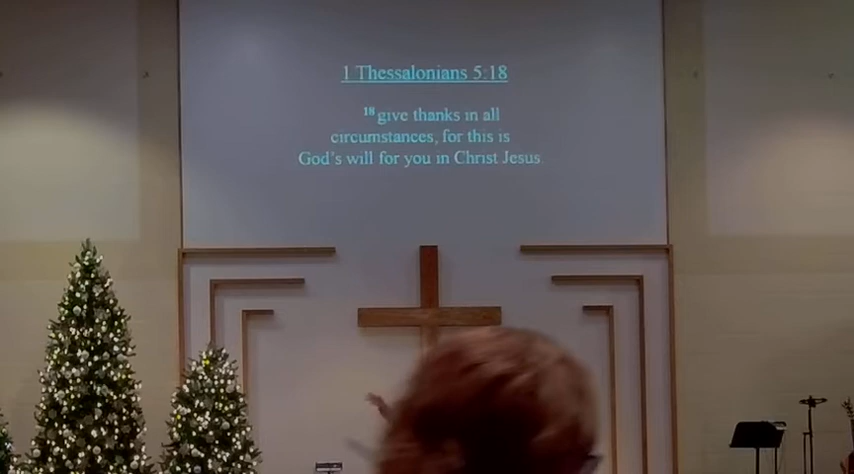 1 Thessalonians 5:18
18 give thanks in all
circumstances, for this is
God's will for you in Christ Jesus